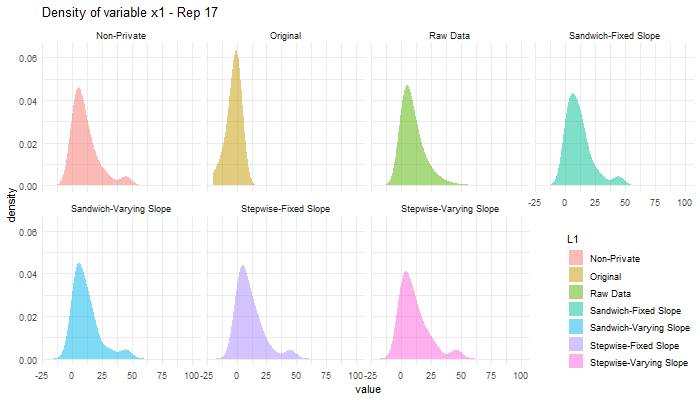 Density of variable x1 - Rep 17
Non-Private Original Raw Data Sandwich-Fixed Slope
0.06
0.04
0.02
0.00
-25 0 25 50 75 100
density
Sandwich-Varying Slope Stepwise-Fixed Slope Stepwise-Varying Slope
0.06
0.04
0.02
0.00
-25 0 25 50 75 100 -25 0 25 50 75 100 -25 0 25 50 75 100
value
L1
Non-Private
Original
Raw Data
Sandwich-Fixed Slope
Sandwich-Varying Slope
Stepwise-Fixed Slope
Stepwise-Varying Slope